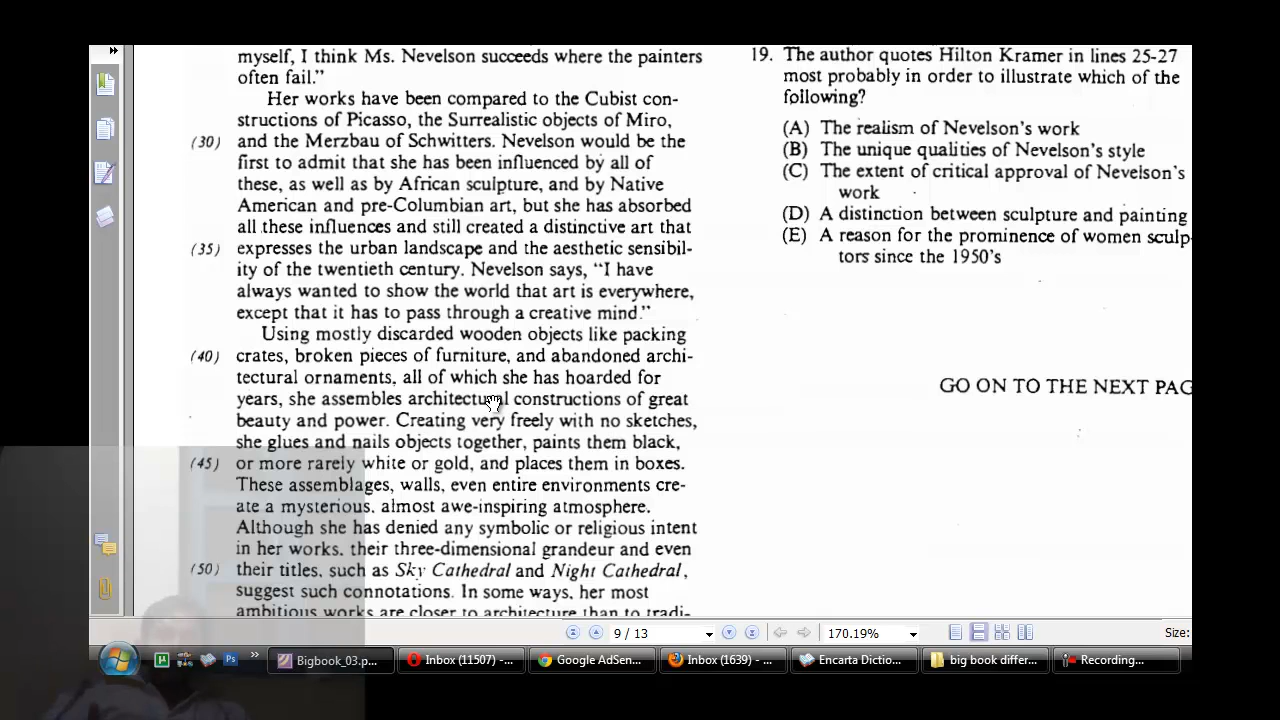 myself, I think Ms. Nevelson succeeds where the painters
often fail."
Her works have been compared to the Cubist con-
structions of Picasso, the Surrealistic objects of Miro,
(30) and the Merzbau of Schwitters. Nevelson would be the
first to admit that she has been influenced by all of
these, as well as by African sculpture, and by Native
American and pre-Columbian art, but she has absorbed
all these influences and still created a distinctive art that
(35) expresses the urban landscape and the aesthetic sensibil-
ity of the twentieth century. Nevelson says, "I have
always wanted to show the world that art is everywhere,
except that it has to pass through a creative mind."
Using mostly discarded wooden objects like packing
(40) crates, broken pieces of furniture, and abandoned archi-
tectural ornaments, all of which she has hoarded for
years, she assembles architectural constructions of great
beauty and power. Creating very freely with no sketches,
she glues and nails objects together, paints them black,
(45) or more rarely white or gold, and places them in boxes.
These assemblages, walls, even entire environments cre-
ate a mysterious, almost awe-inspiring atmosphere.
Although she has denied any symbolic or religious intent
in her works, their three-dimensional grandeur and even
(50) their titles, such as Sky Cathedral and Night Cathedral,
suggest such connotations. In some ways, her most
ambitious works are closer to architecture than to tradi-
19. The author quotes Hilton Kramer in lines 25-27
most probably in order to illustrate which of the
following?
(A) The realism of Nevelson's work
(B) The unique qualities of Nevelson's style
(C) The extent of critical approval of Nevelson's
work
(D) A distinction between sculpture and painting
(E) A reason for the prominence of women sculp-
tors since the 1950's
GO ON TO THE NEXT PAG
9 / 13
170.19%
Size:
Bigbook_03.p...
Inbox (11507) -...
Google AdSen...
Inbox (1639) - ...
Encarta Dictio...
big book differ...
Recording...